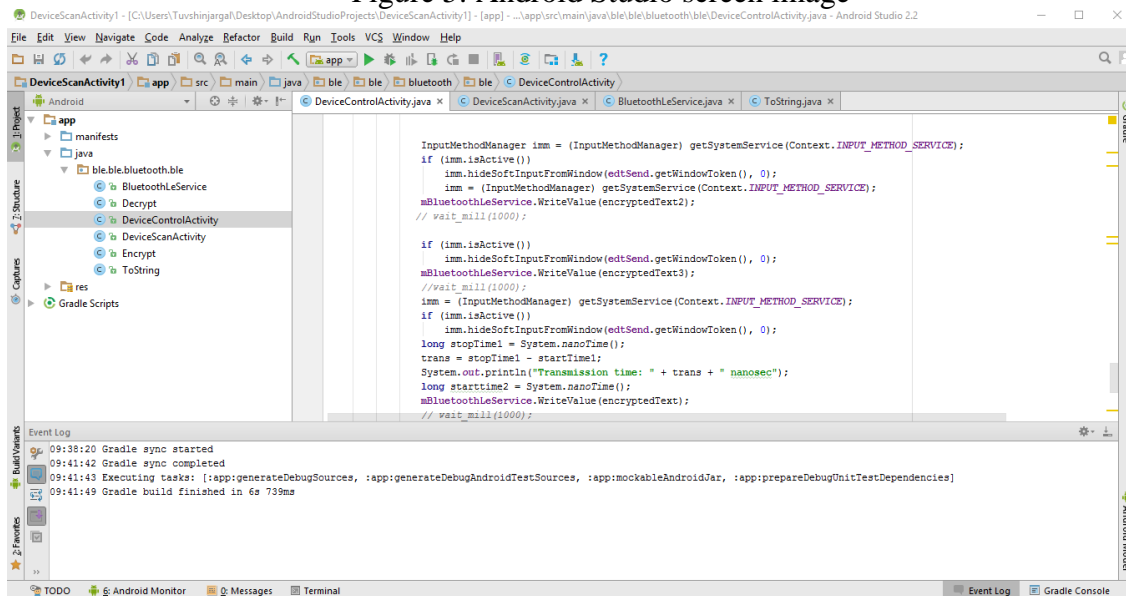 Figure 3: Android Studio screen image
DeviceScanActivity1 - [C:\Users\Tuvshinjargal\Desktop\AndroidStudioProjects\DeviceScanActivity1] - [app] - ...\app\src\main\java\ble\ble\bluetooth\ble\DeviceControlActivity.java - Android Studio 2.2
File Edit View Navigate Code Analyze Refactor Build Run Tools VCS Window Help
app
DeviceScanActivity1 app src main java ble ble bluetooth ble DeviceControlActivity
Android
DeviceControlActivity.java × DeviceScanActivity.java × BluetoothLeService.java × ToString.java ×
1: Project
7: Structure
Captures
Build Variants
2: Favorites
app
manifests
java
ble.ble.bluetooth.ble
BluetoothLeService
Decrypt
DeviceControlActivity
DeviceScanActivity
Encrypt
ToString
res
Gradle Scripts
InputMethodManager imm = (InputMethodManager) getSystemService(Context.INPUT_METHOD_SERVICE);
if (imm.isActive())
imm.hideSoftInputFromWindow(edtSend.getWindowToken(), 0);
imm = (InputMethodManager) getSystemService(Context.INPUT_METHOD_SERVICE);
mBluetoothLeService.WriteValue(encryptedText2);
// wait_mill(1000);
if (imm.isActive())
imm.hideSoftInputFromWindow(edtSend.getWindowToken(), 0);
mBluetoothLeService.WriteValue(encryptedText3);
//wait_mill(1000);
imm = (InputMethodManager) getSystemService(Context.INPUT_METHOD_SERVICE);
if (imm.isActive())
imm.hideSoftInputFromWindow(edtSend.getWindowToken(), 0);
long stopTime1 = System.nanoTime();
trans = stopTime1 - startTime1;
System.out.println("Transmission time: " + trans + " nanosec");
long starttime2 = System.nanoTime();
mBluetoothLeService.WriteValue(encryptedText);
// wait_mill(1000);
Event Log
09:38:20 Gradle sync started
09:41:42 Gradle sync completed
09:41:43 Executing tasks: [:app:generateDebugSources, :app:generateDebugAndroidTestSources, :app:mockableAndroidJar, :app:prepareDebugUnitTestDependencies]
09:41:49 Gradle build finished in 6s 739ms
TODO 6: Android Monitor 0: Messages Terminal Event Log Gradle Console